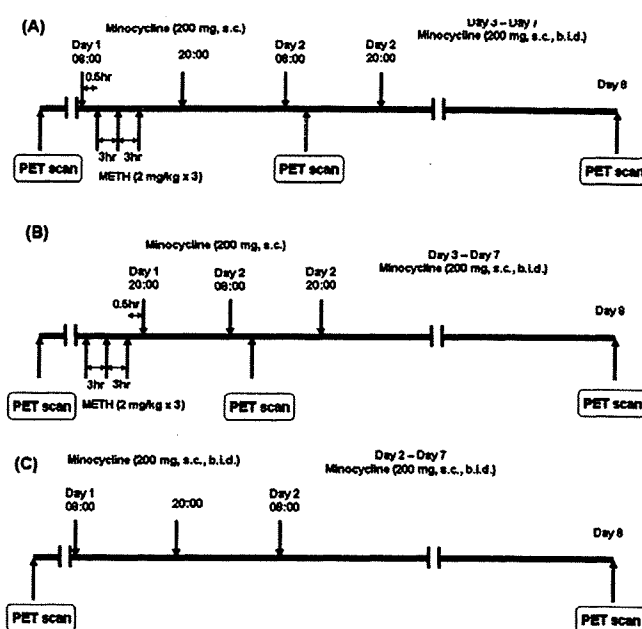 (A)
Minocycline (200 mg, s.c.)
Day 3 – Day 7
Minocycline (200 mg, s.c., b.i.d.)
Day 1
08:00
20:00
Day 2
08:00
Day 2
20:00
0.5hr
Day 8
3hr 3hr
METH (2 mg/kg x 3)
PET scan
PET scan
PET scan
(B)
Minocycline (200 mg, s.c.)
Day 3 – Day 7
Minocycline (200 mg, s.c., b.i.d.)
Day 1
20:00
Day 2
08:00
Day 2
20:00
0.5hr
Day 8
3hr 3hr
METH (2 mg/kg x 3)
PET scan
PET scan
PET scan
(C)
Minocycline (200 mg, s.c., b.i.d.)
Day 2 – Day 7
Minocycline (200 mg, s.c., b.i.d.)
Day 1
08:00
20:00
Day 2
08:00
Day 8
PET scan
PET scan